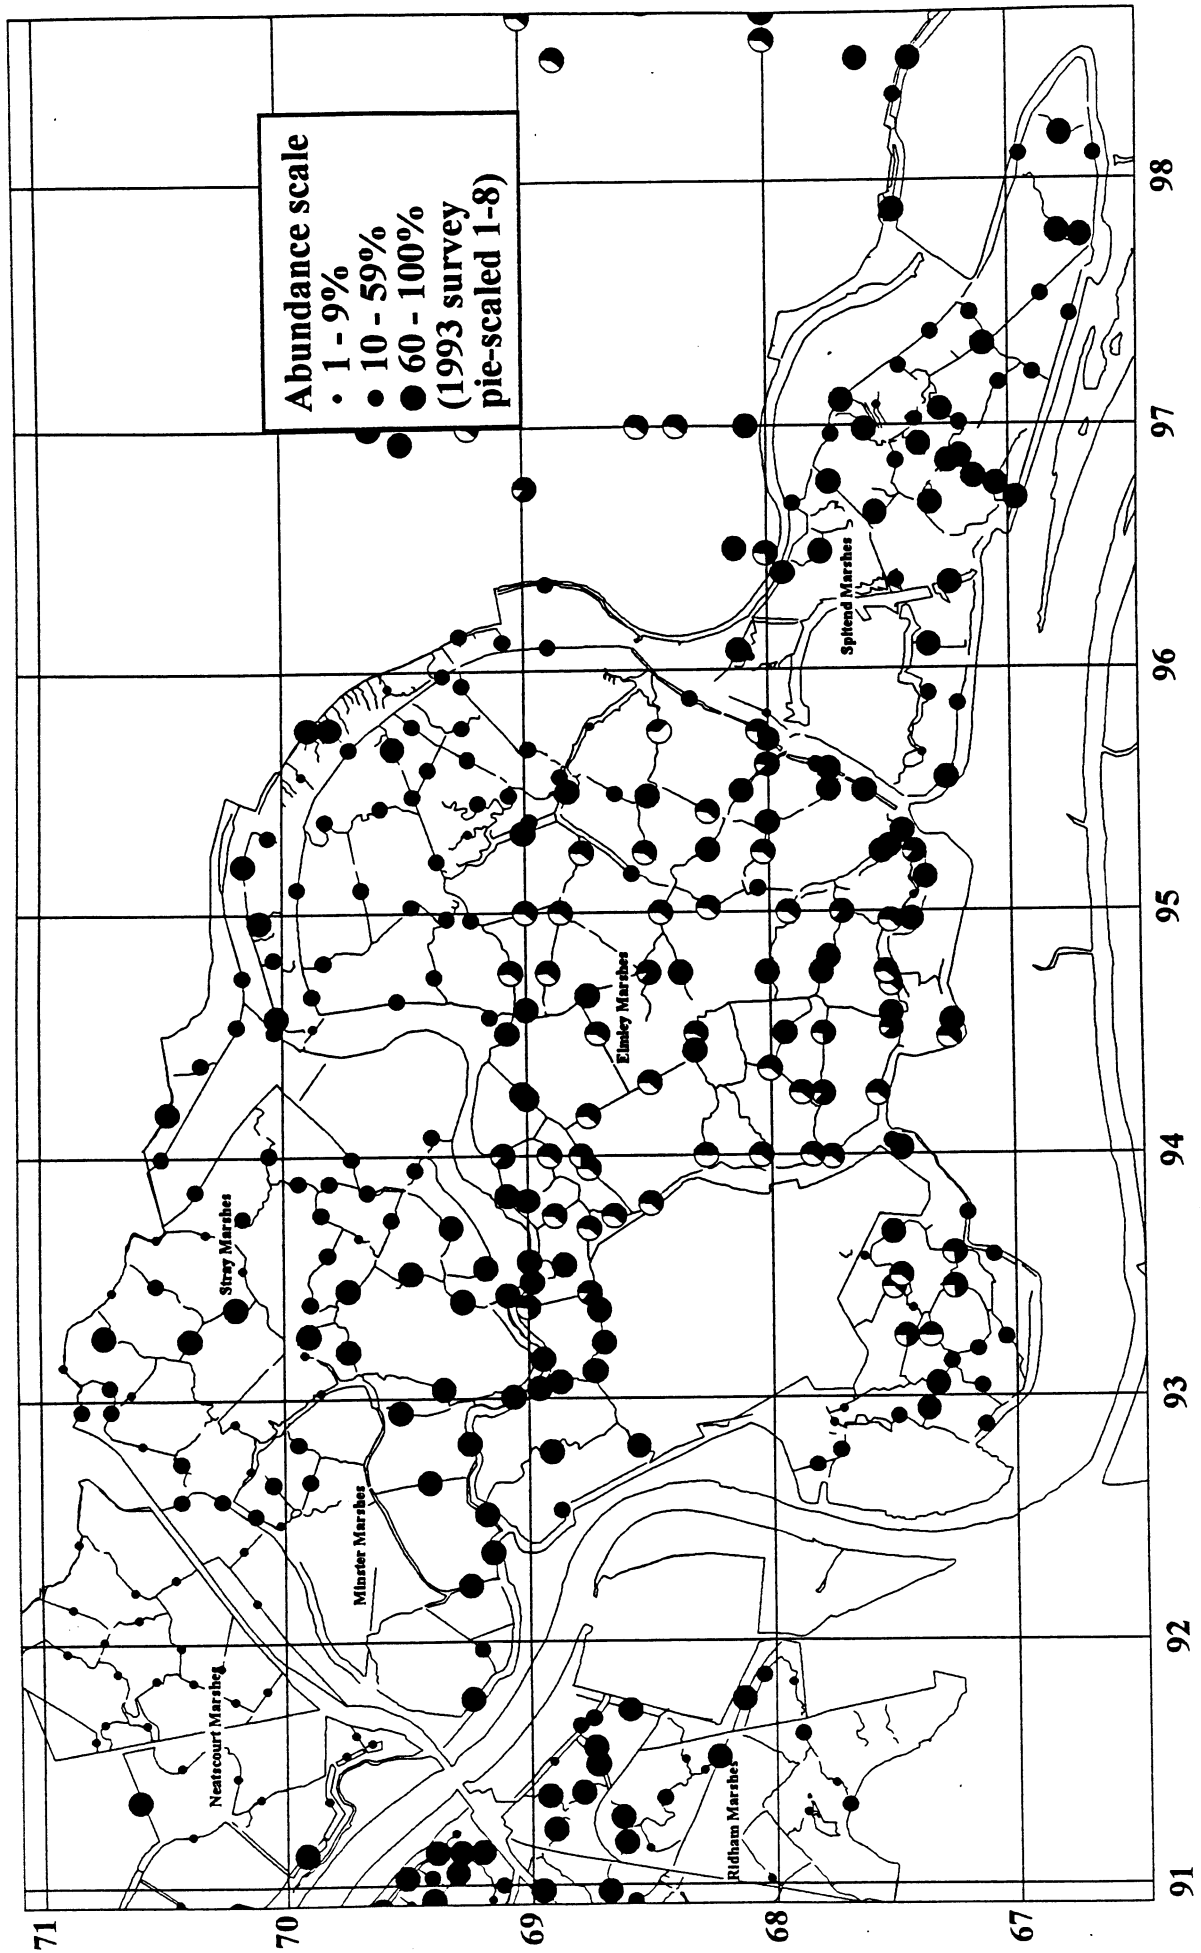 Abundance scale
1 - 9%
10 - 59%
60 - 100%
(1993 survey
pie-scaled 1-8)
Neatscourt Marshes
Minster Marshes
Stray Marshes
Elmley Marshes
Spitend Marshes
Ridham Marshes
71
70
69
68
67
91
92
93
94
95
96
97
98